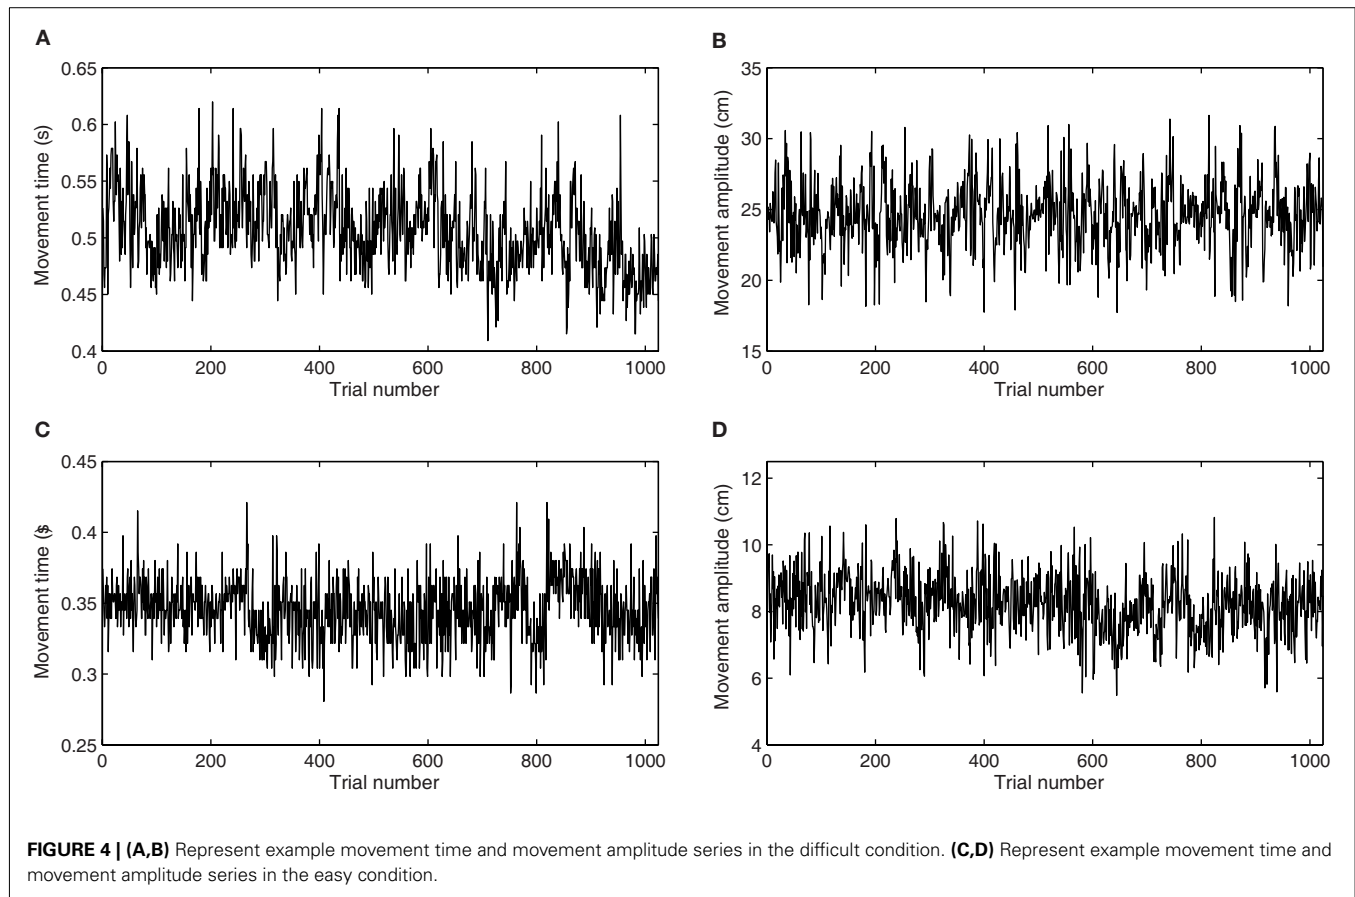 A
0.65
0.6
0.55
0.5
0.45
0.4
Movement time (s)
0 200 400 600 800 1000
Trial number
B
35
30
25
20
15
Movement amplitude (cm)
0 200 400 600 800 1000
Trial number
C
0.45
0.4
0.35
0.3
0.25
Movement time (s)
0 200 400 600 800 1000
Trial number
D
12
10
8
6
4
Movement amplitude (cm)
0 200 400 600 800 1000
Trial number
FIGURE 4 | (A,B) Represent example movement time and movement amplitude series in the difficult condition. (C,D) Represent example movement time and
movement amplitude series in the easy condition.